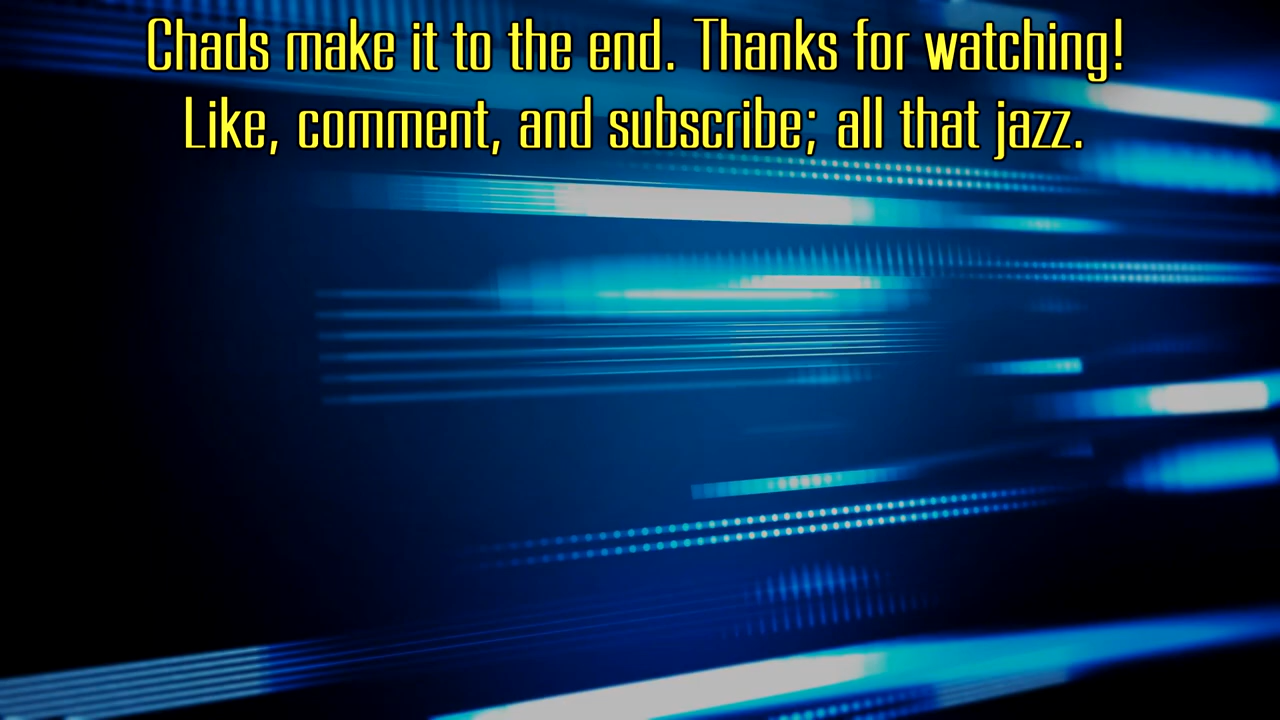 Chads make it to the end. Thanks for watching!
Like, comment, and subscribe; all that jazz.